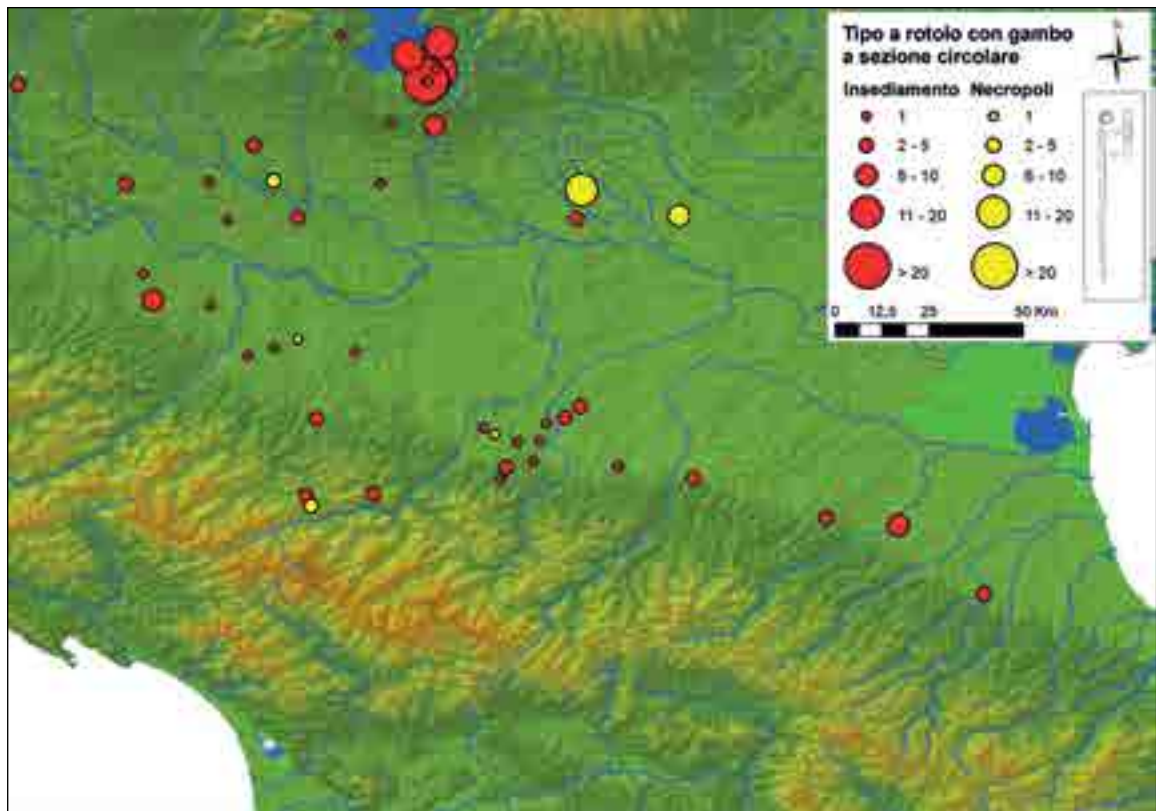 Tipo a rotolo con gambo
a sezione circolare
Insediamento Necropoli
1 1
2 - 5 2 - 5
6 - 10 6 - 10
11 - 20 11 - 20
> 20 > 20
0 12,5 25 50 Km